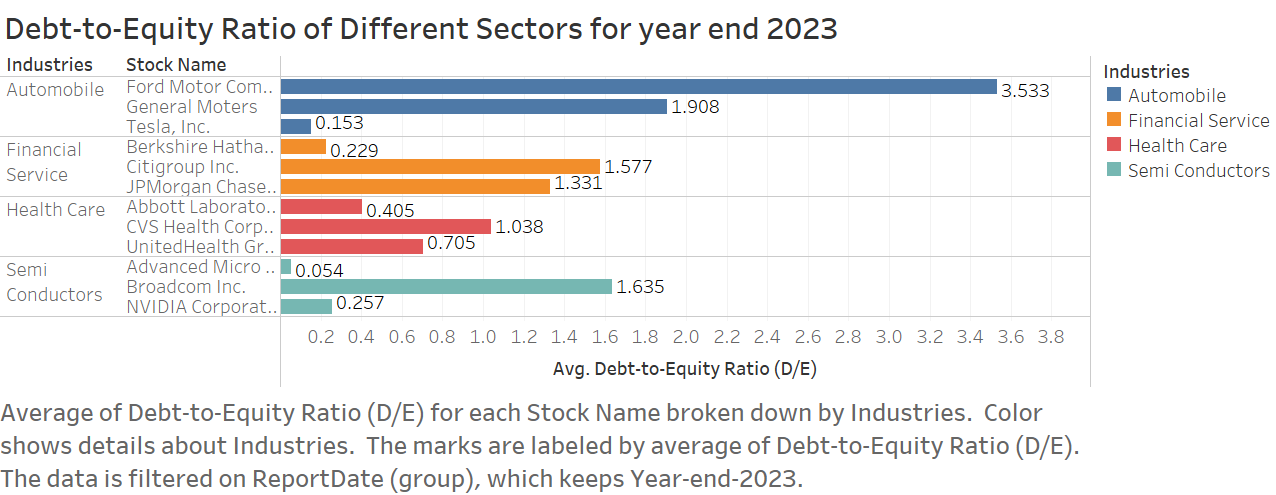 Debt-to-Equity Ratio of Different Sectors for year end 2023
Industries Stock Name
Automobile Ford Motor Com.. 3.533
General Moters 1.908
Tesla, Inc. 0.153
Financial Service Berkshire Hatha.. 0.229
Citigroup Inc. 1.577
JPMorgan Chase.. 1.331
Health Care Abbott Laborato.. 0.405
CVS Health Corp.. 1.038
UnitedHealth Gr.. 0.705
Semi Conductors Advanced Micro .. 0.054
Broadcom Inc. 1.635
NVIDIA Corporat.. 0.257
0.2 0.4 0.6 0.8 1.0 1.2 1.4 1.6 1.8 2.0 2.2 2.4 2.6 2.8 3.0 3.2 3.4 3.6 3.8
Avg. Debt-to-Equity Ratio (D/E)
Industries
Automobile
Financial Service
Health Care
Semi Conductors
Average of Debt-to-Equity Ratio (D/E) for each Stock Name broken down by Industries.  Color
shows details about Industries.  The marks are labeled by average of Debt-to-Equity Ratio (D/E).
The data is filtered on ReportDate (group), which keeps Year-end-2023.